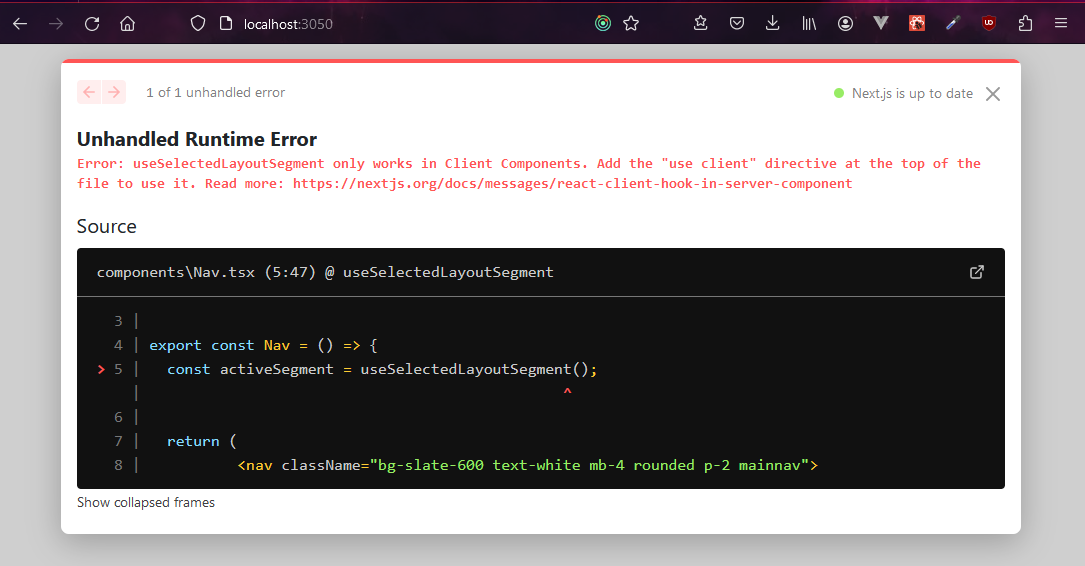 localhost:3050
1 of 1 unhandled error
Next.js is up to date
Unhandled Runtime Error
Error: useSelectedLayoutSegment only works in Client Components. Add the "use client" directive at the top of the
file to use it. Read more: https://nextjs.org/docs/messages/react-client-hook-in-server-component
Source
components\Nav.tsx (5:47) @ useSelectedLayoutSegment
3 |
4 | export const Nav = () => {
> 5 |   const activeSegment = useSelectedLayoutSegment();
|                                               ^
6 |
7 |   return (
8 |           <nav className="bg-slate-600 text-white mb-4 rounded p-2 mainnav">
Show collapsed frames